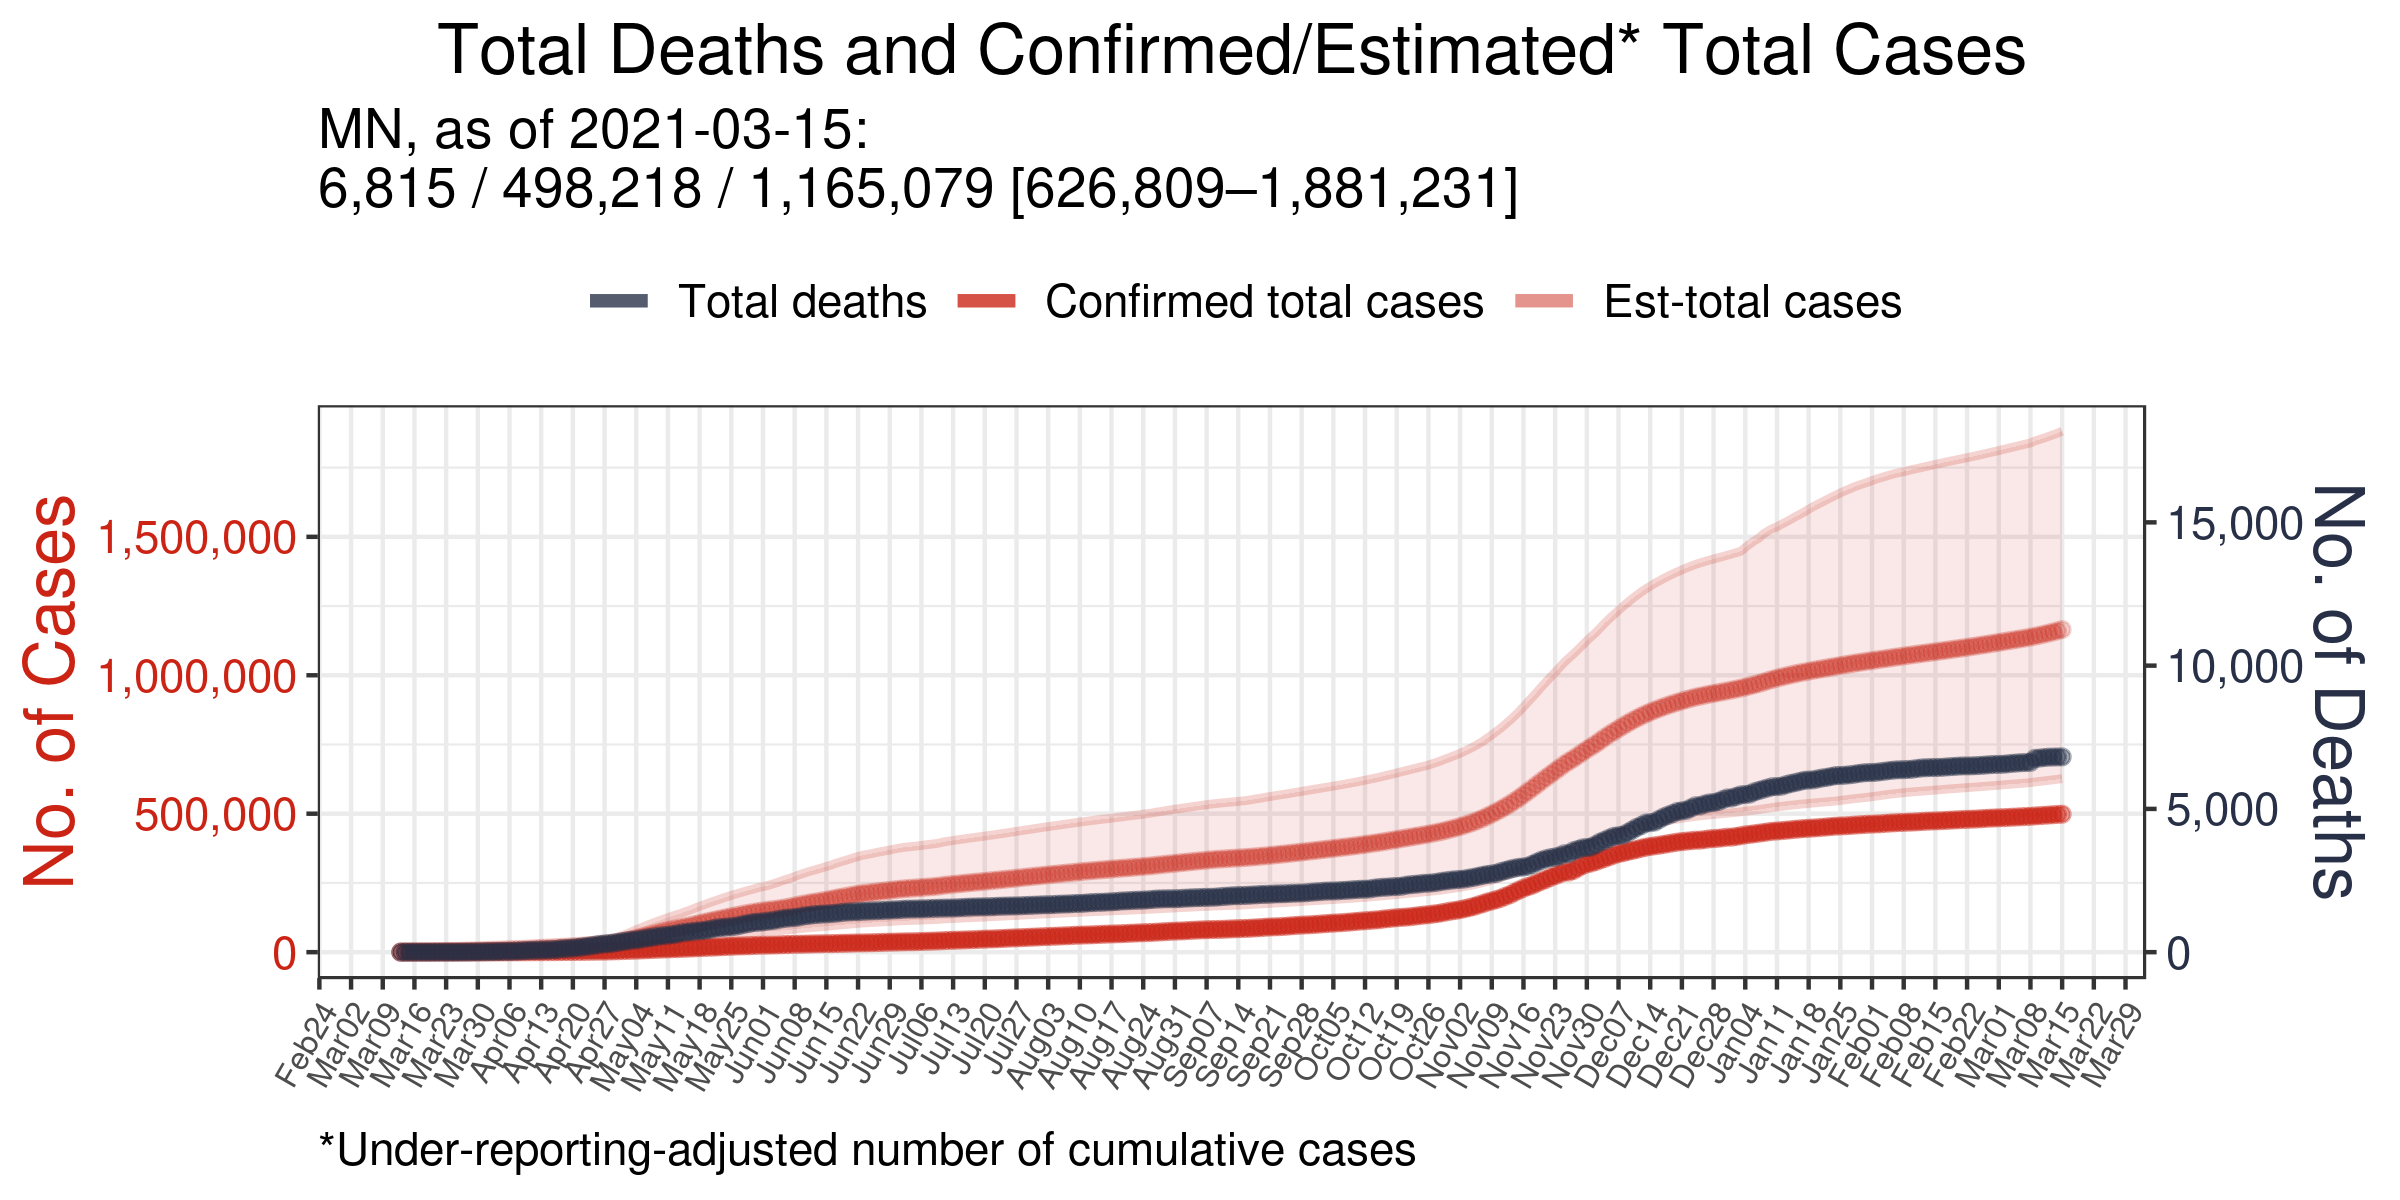 Total Deaths and Confirmed/Estimated* Total Cases
MN, as of 2021-03-15:
6,815 / 498,218 / 1,165,079 [626,809–1,881,231]
Total deaths
Confirmed total cases
Est-total cases
No. of Cases
1,500,000
1,000,000
500,000
0
15,000
10,000
5,000
0
No. of Deaths
Feb24
Mar02
Mar09
Mar16
Mar23
Mar30
Apr06
Apr13
Apr20
Apr27
May04
May11
May18
May25
Jun01
Jun08
Jun15
Jun22
Jun29
Jul06
Jul13
Jul20
Jul27
Aug03
Aug10
Aug17
Aug24
Aug31
Sep07
Sep14
Sep21
Sep28
Oct05
Oct12
Oct19
Oct26
Nov02
Nov09
Nov16
Nov23
Nov30
Dec07
Dec14
Dec21
Dec28
Jan04
Jan11
Jan18
Jan25
Feb01
Feb08
Feb15
Feb22
Mar01
Mar08
Mar15
Mar22
Mar29
*Under-reporting-adjusted number of cumulative cases